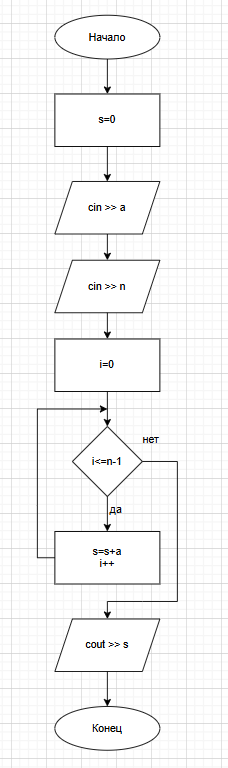 Начало
s=0
cin >> a
cin >> n
i=0
нет
i<=n-1
да
s=s+a
i++
cout >> s
Конец